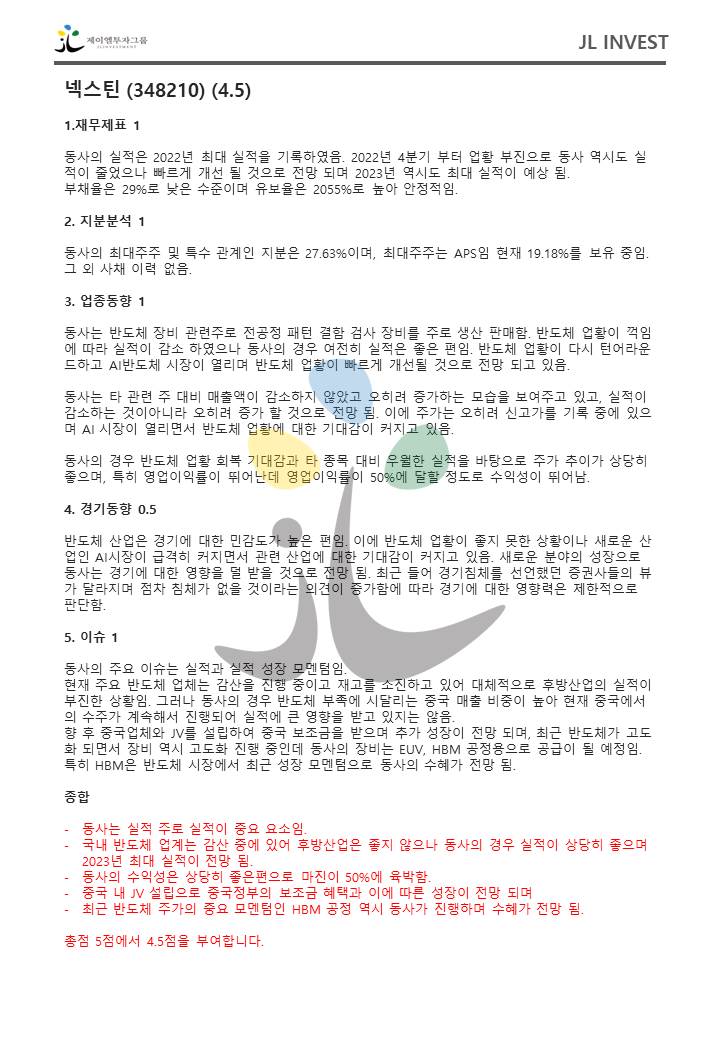 제이엘투자그룹
JLINVESTMENT
JL INVEST
넥스틴 (348210) (4.5)
1.재무제표 1
동사의 실적은 2022년 최대 실적을 기록하였음. 2022년 4분기 부터 업황 부진으로 동사 역시도 실
적이 줄었으나 빠르게 개선 될 것으로 전망 되며 2023년 역시도 최대 실적이 예상 됨.
부채율은 29%로 낮은 수준이며 유보율은 2055%로 높아 안정적임.
2. 지분분석 1
동사의 최대주주 및 특수 관계인 지분은 27.63%이며, 최대주주는 APS임 현재 19.18%를 보유 중임.
그 외 사채 이력 없음.
3. 업종동향 1
동사는 반도체 장비 관련주로 전공정 패턴 결함 검사 장비를 주로 생산 판매함. 반도체 업황이 꺽임
에 따라 실적이 감소 하였으나 동사의 경우 여전히 실적은 좋은 편임. 반도체 업황이 다시 턴어라운
드하고 AI반도체 시장이 열리며 반도체 업황이 빠르게 개선될 것으로 전망 되고 있음.
동사는 타 관련 주 대비 매출액이 감소하지 않았고 오히려 증가하는 모습을 보여주고 있고, 실적이
감소하는 것이아니라 오히려 증가 할 것으로 전망 됨. 이에 주가는 오히려 신고가를 기록 중에 있으
며 AI 시장이 열리면서 반도체 업황에 대한 기대감이 커지고 있음.
동사의 경우 반도체 업황 회복 기대감과 타 종목 대비 우월한 실적을 바탕으로 주가 추이가 상당히
좋으며, 특히 영업이익률이 뛰어난데 영업이익률이 50%에 달할 정도로 수익성이 뛰어남.
4. 경기동향 0.5
반도체 산업은 경기에 대한 민감도가 높은 편임. 이에 반도체 업황이 좋지 못한 상황이나 새로운 산
업인 AI시장이 급격히 커지면서 관련 산업에 대한 기대감이 커지고 있음. 새로운 분야의 성장으로
동사는 경기에 대한 영향을 덜 받을 것으로 전망 됨. 최근 들어 경기침체를 선언했던 증권사들의 뷰
가 달라지며 점차 침체가 없을 것이라는 의견이 증가함에 따라 경기에 대한 영향력은 제한적으로
판단함.
5. 이슈 1
동사의 주요 이슈는 실적과 실적 성장 모멘텀임.
현재 주요 반도체 업체는 감산을 진행 중이고 재고를 소진하고 있어 대체적으로 후방산업의 실적이
부진한 상황임. 그러나 동사의 경우 반도체 부족에 시달리는 중국 매출 비중이 높아 현재 중국에서
의 수주가 계속해서 진행되어 실적에 큰 영향을 받고 있지는 않음.
향 후 중국업체와 JV를 설립하여 중국 보조금을 받으며 추가 성장이 전망 되며, 최근 반도체가 고도
화 되면서 장비 역시 고도화 진행 중인데 동사의 장비는 EUV, HBM 공정용으로 공급이 될 예정임.
특히 HBM은 반도체 시장에서 최근 성장 모멘텀으로 동사의 수혜가 전망 됨.
종합
- 동사는 실적 주로 실적이 중요 요소임.
- 국내 반도체 업계는 감산 중에 있어 후방산업은 좋지 않으나 동사의 경우 실적이 상당히 좋으며
2023년 최대 실적이 전망 됨.
- 동사의 수익성은 상당히 좋은편으로 마진이 50%에 육박함.
- 중국 내 JV 설립으로 중국정부의 보조금 혜택과 이에 따른 성장이 전망 되며
- 최근 반도체 주가의 중요 모멘텀인 HBM 공정 역시 동사가 진행하며 수혜가 전망 됨.
총점 5점에서 4.5점을 부여합니다.